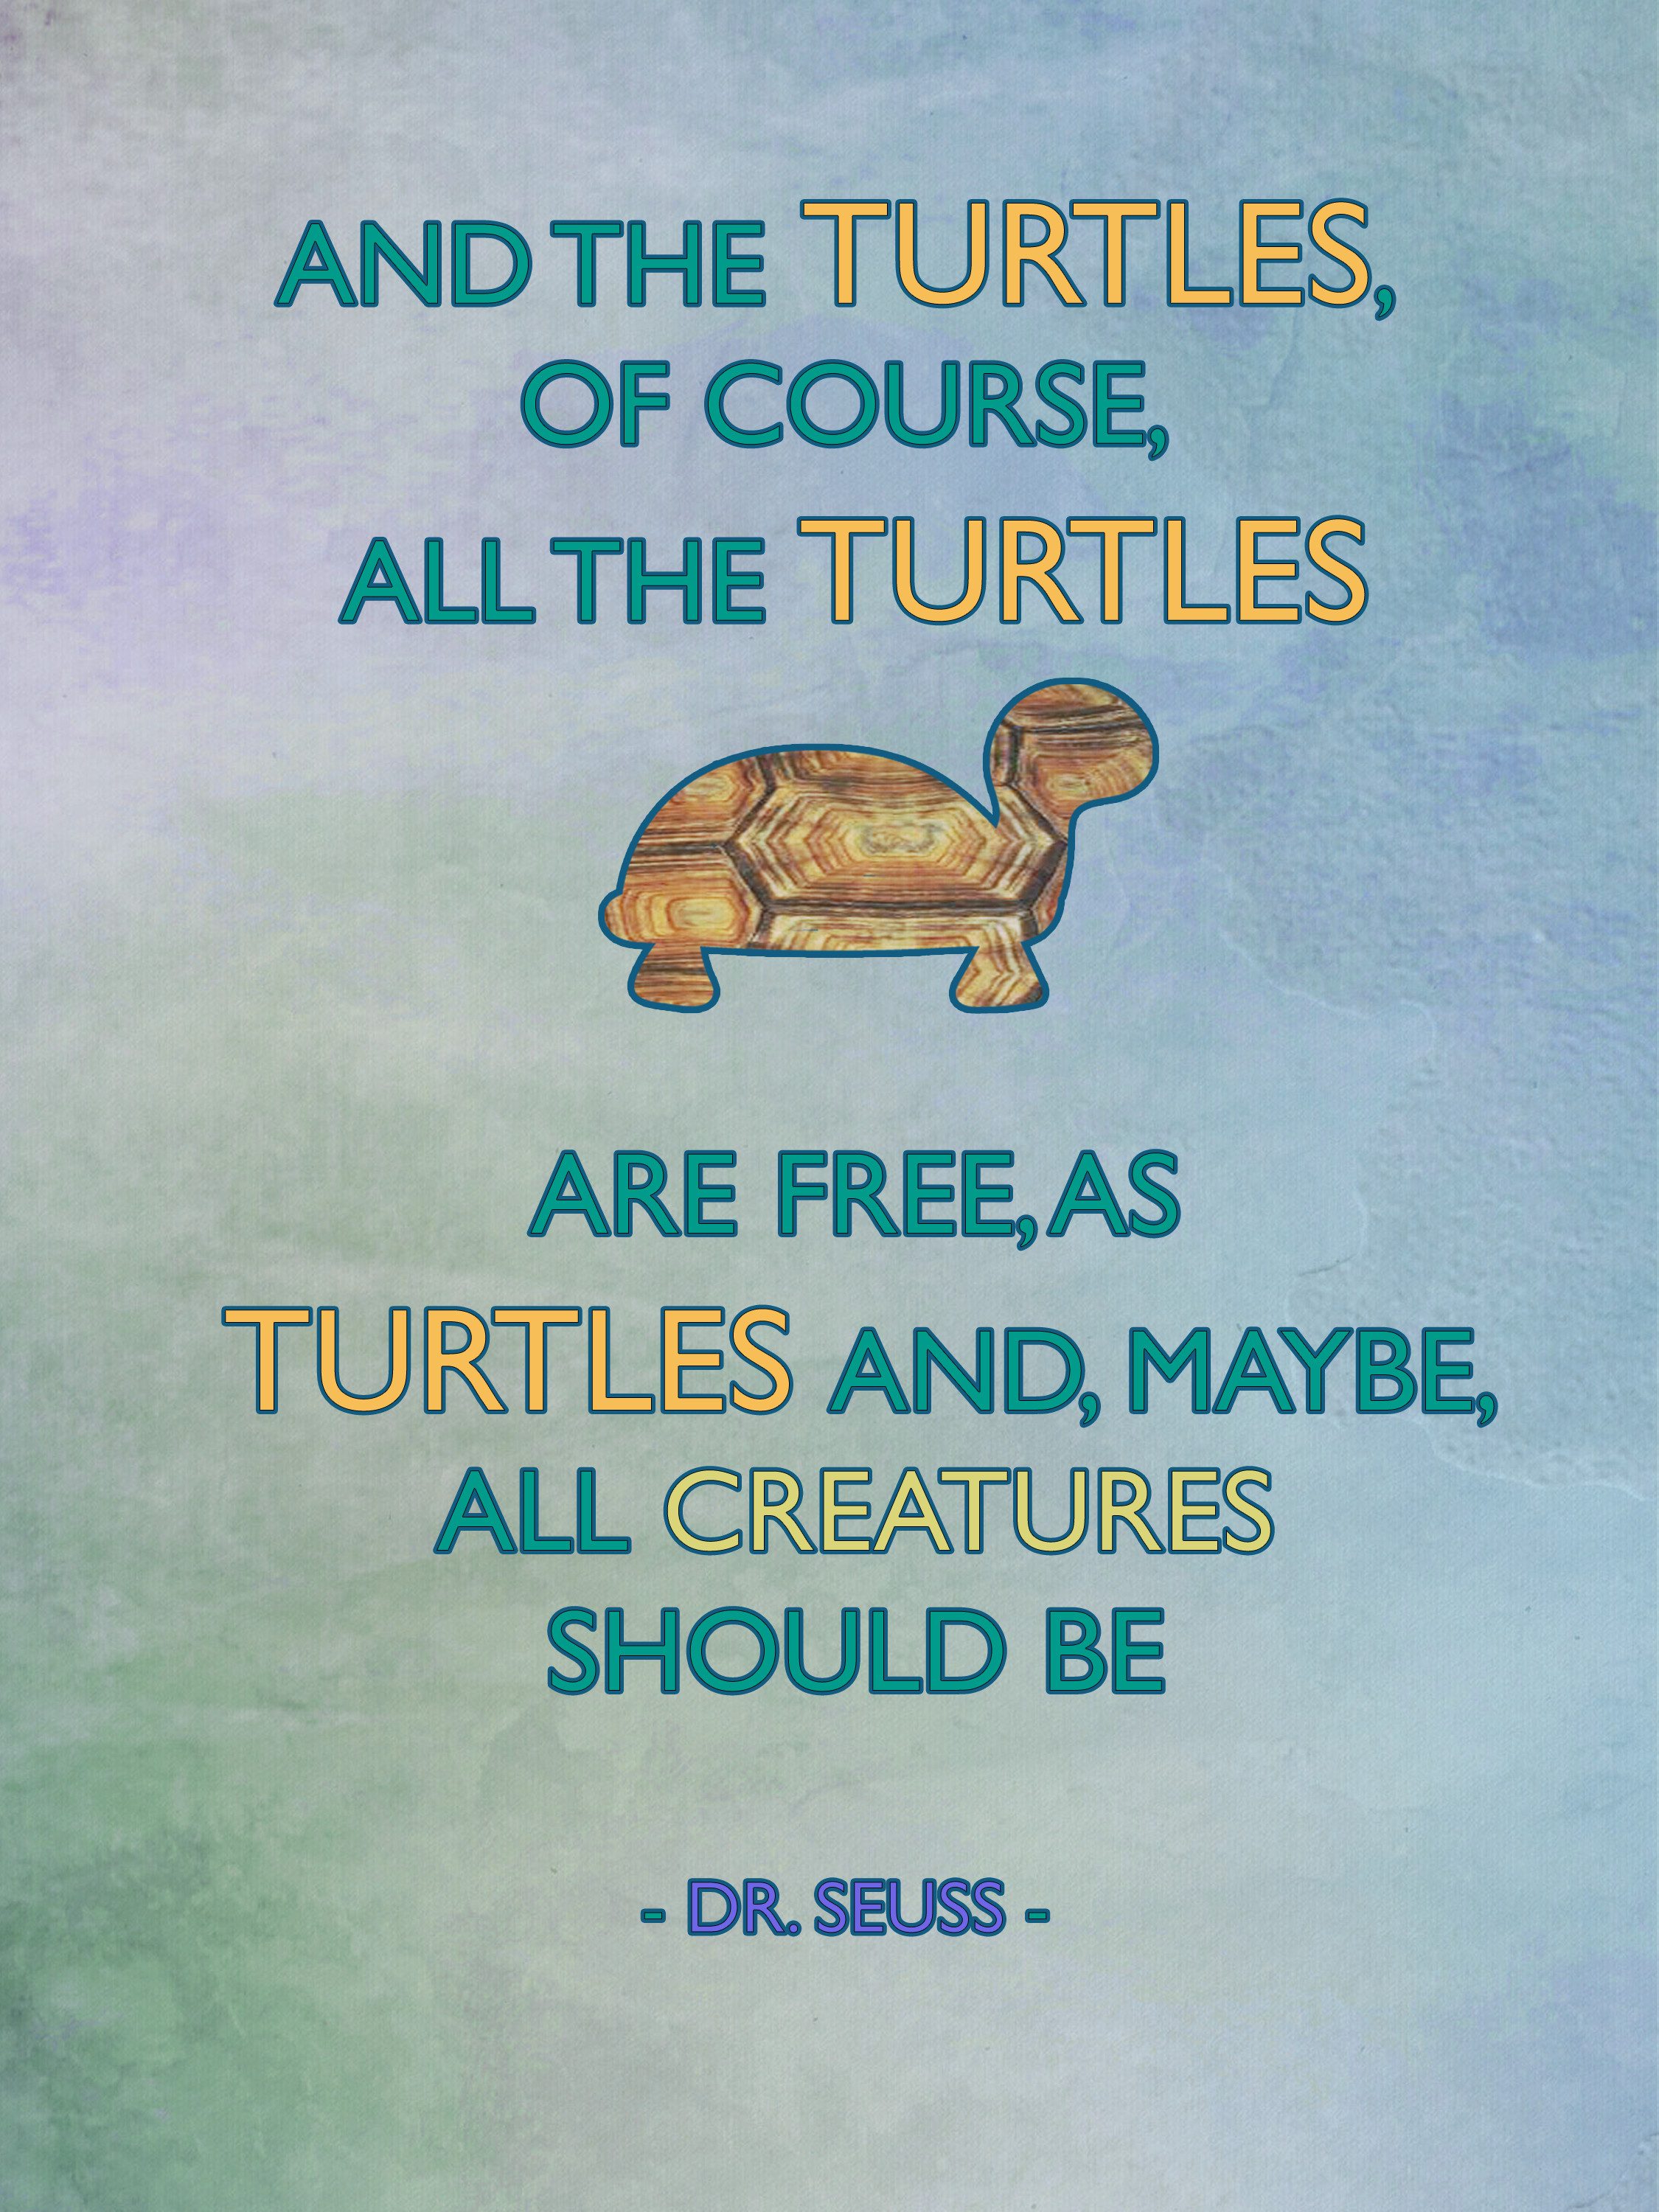 AND THE TURTLES,
OF COURSE,
ALL THE TURTLES
ARE FREE, AS
TURTLES AND, MAYBE,
ALL CREATURES
SHOULD BE
- DR. SEUSS -